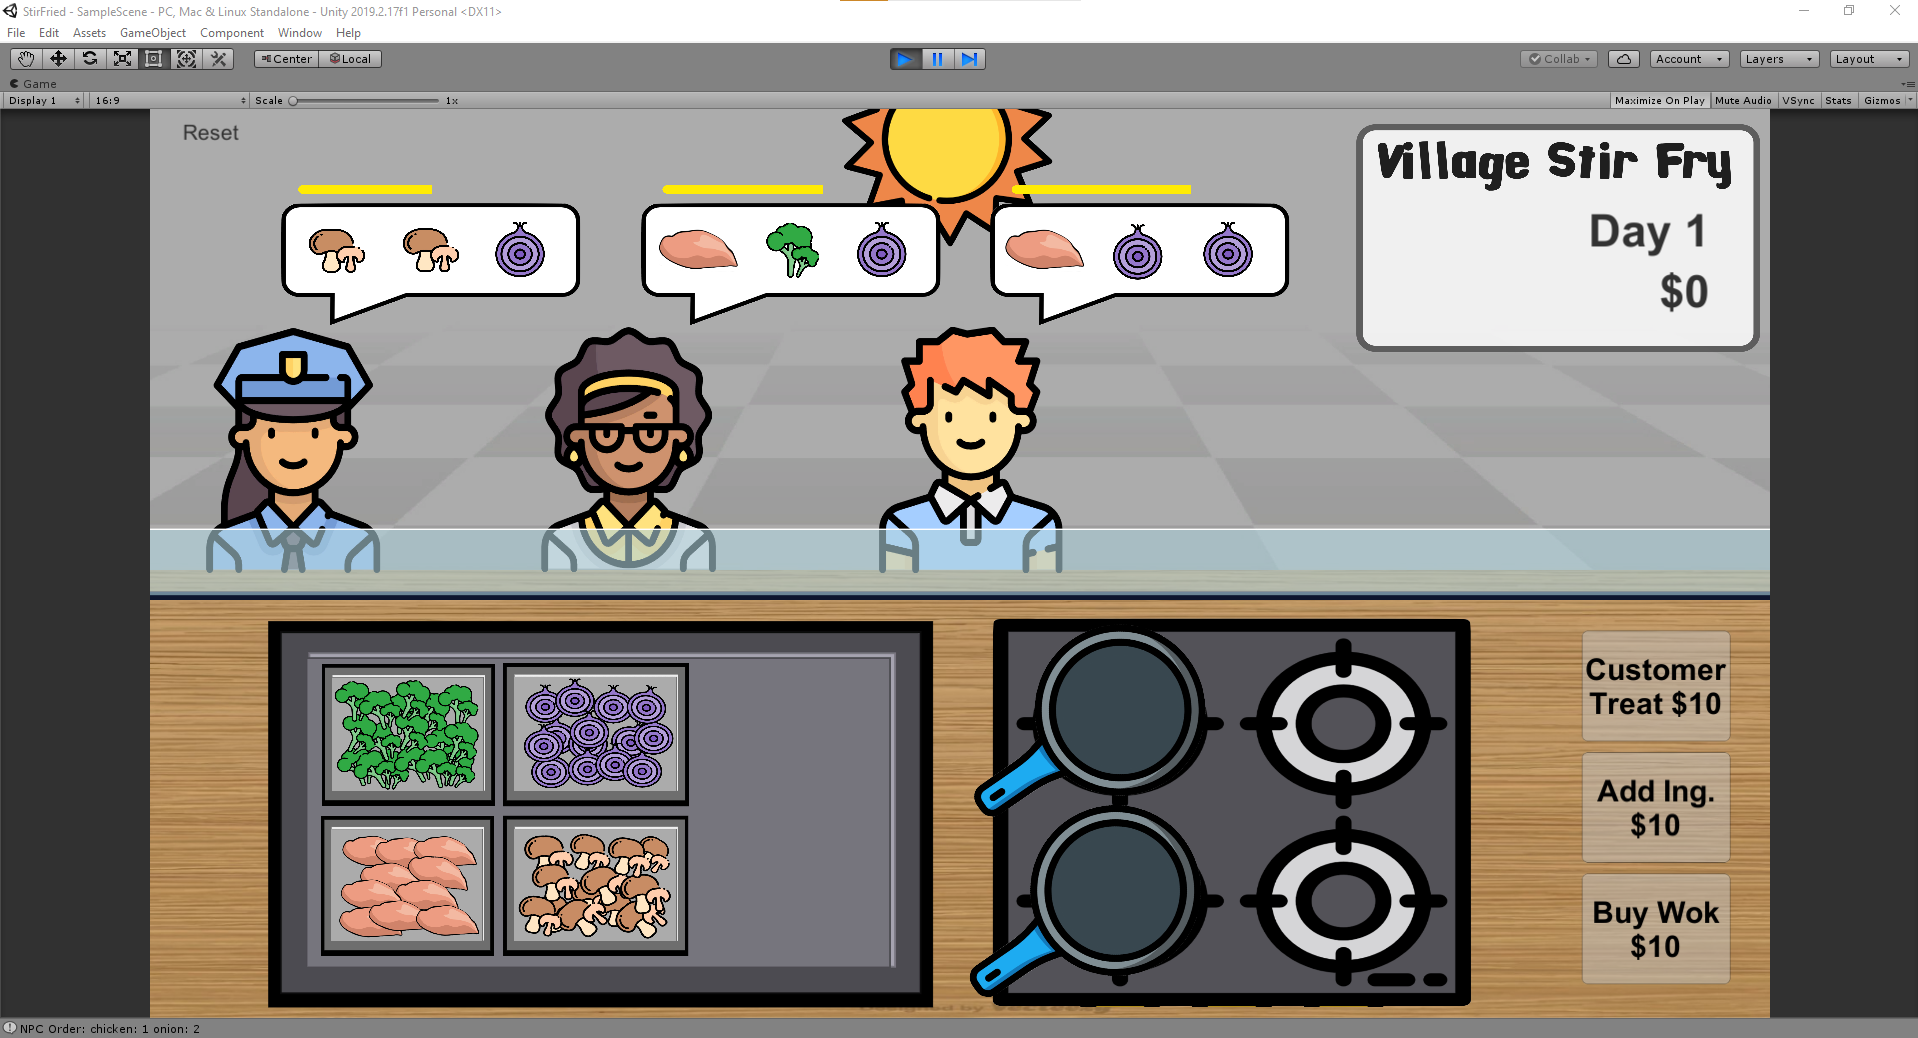 StirFried - SampleScene - PC, Mac & Linux Standalone - Unity 2019.2.17f1 Personal <DX11>
File Edit Assets GameObject Component Window Help
Center Local Collab Account Layers Layout
Game
Display 1 16:9 Scale 1x Maximize On Play Mute Audio VSync Stats Gizmos
Reset
Village Stir Fry
Day 1
$0
Customer
Treat $10
Add Ing.
$10
Buy Wok
$10
Designed by
NPC Order: chicken: 1 onion: 2